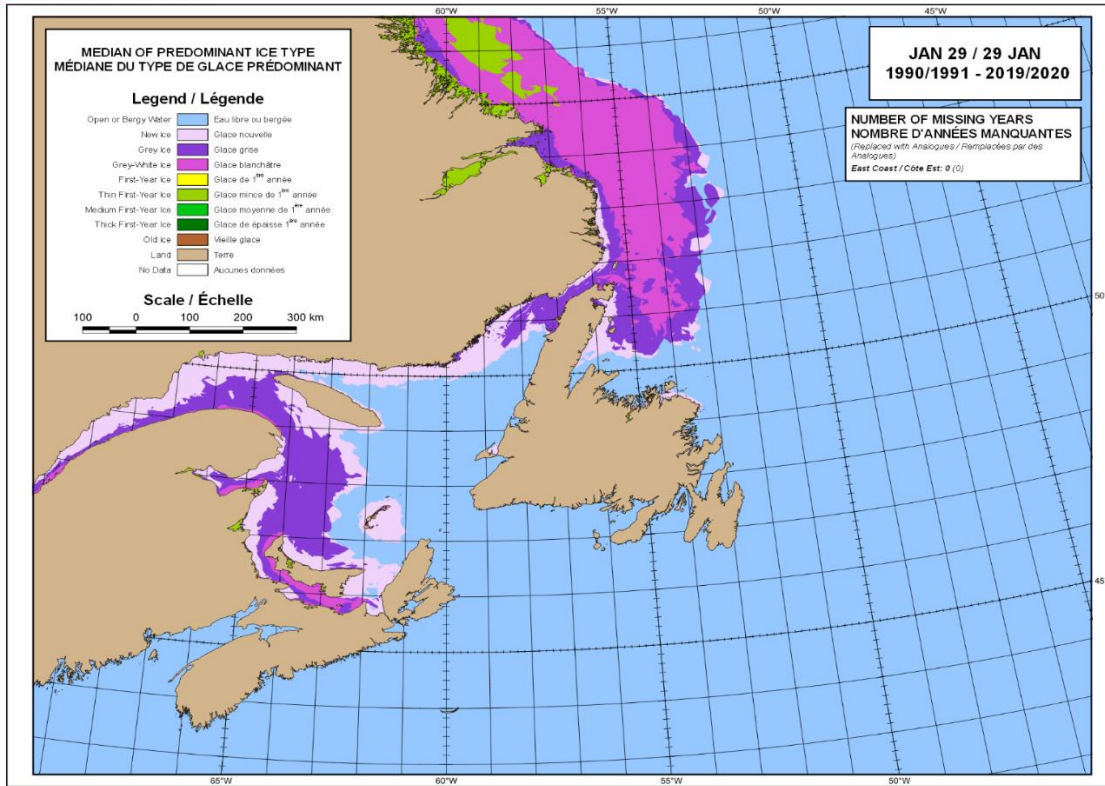 60°W 55°W 50°W 45°W
MEDIAN OF PREDOMINANT ICE TYPE
MÉDIANE DU TYPE DE GLACE PRÉDOMINANT
Legend / Légende
Open or Bergy Water Eau libre ou bergée
New Ice Glace nouvelle
Grey Ice Glace grise
Grey-White Ice Glace blanchâtre
First-Year Ice Glace de 1ère année
Thin First-Year Ice Glace mince de 1ère année
Medium First-Year Ice Glace moyenne de 1ère année
Thick First-Year Ice Glace de épaisse 1ère année
Old Ice Vieille glace
Land Terre
No Data Aucunes données
Scale / Échelle
100 0 100 200 300 km
JAN 29 / 29 JAN
1990/1991 - 2019/2020
NUMBER OF MISSING YEARS
NOMBRE D'ANNÉES MANQUANTES
(Replaced with Analogues / Remplacées par des
Analogues)
East Coast / Côte Est: 0 (0)
50°
45°
65°W 60°W 55°W 50°W